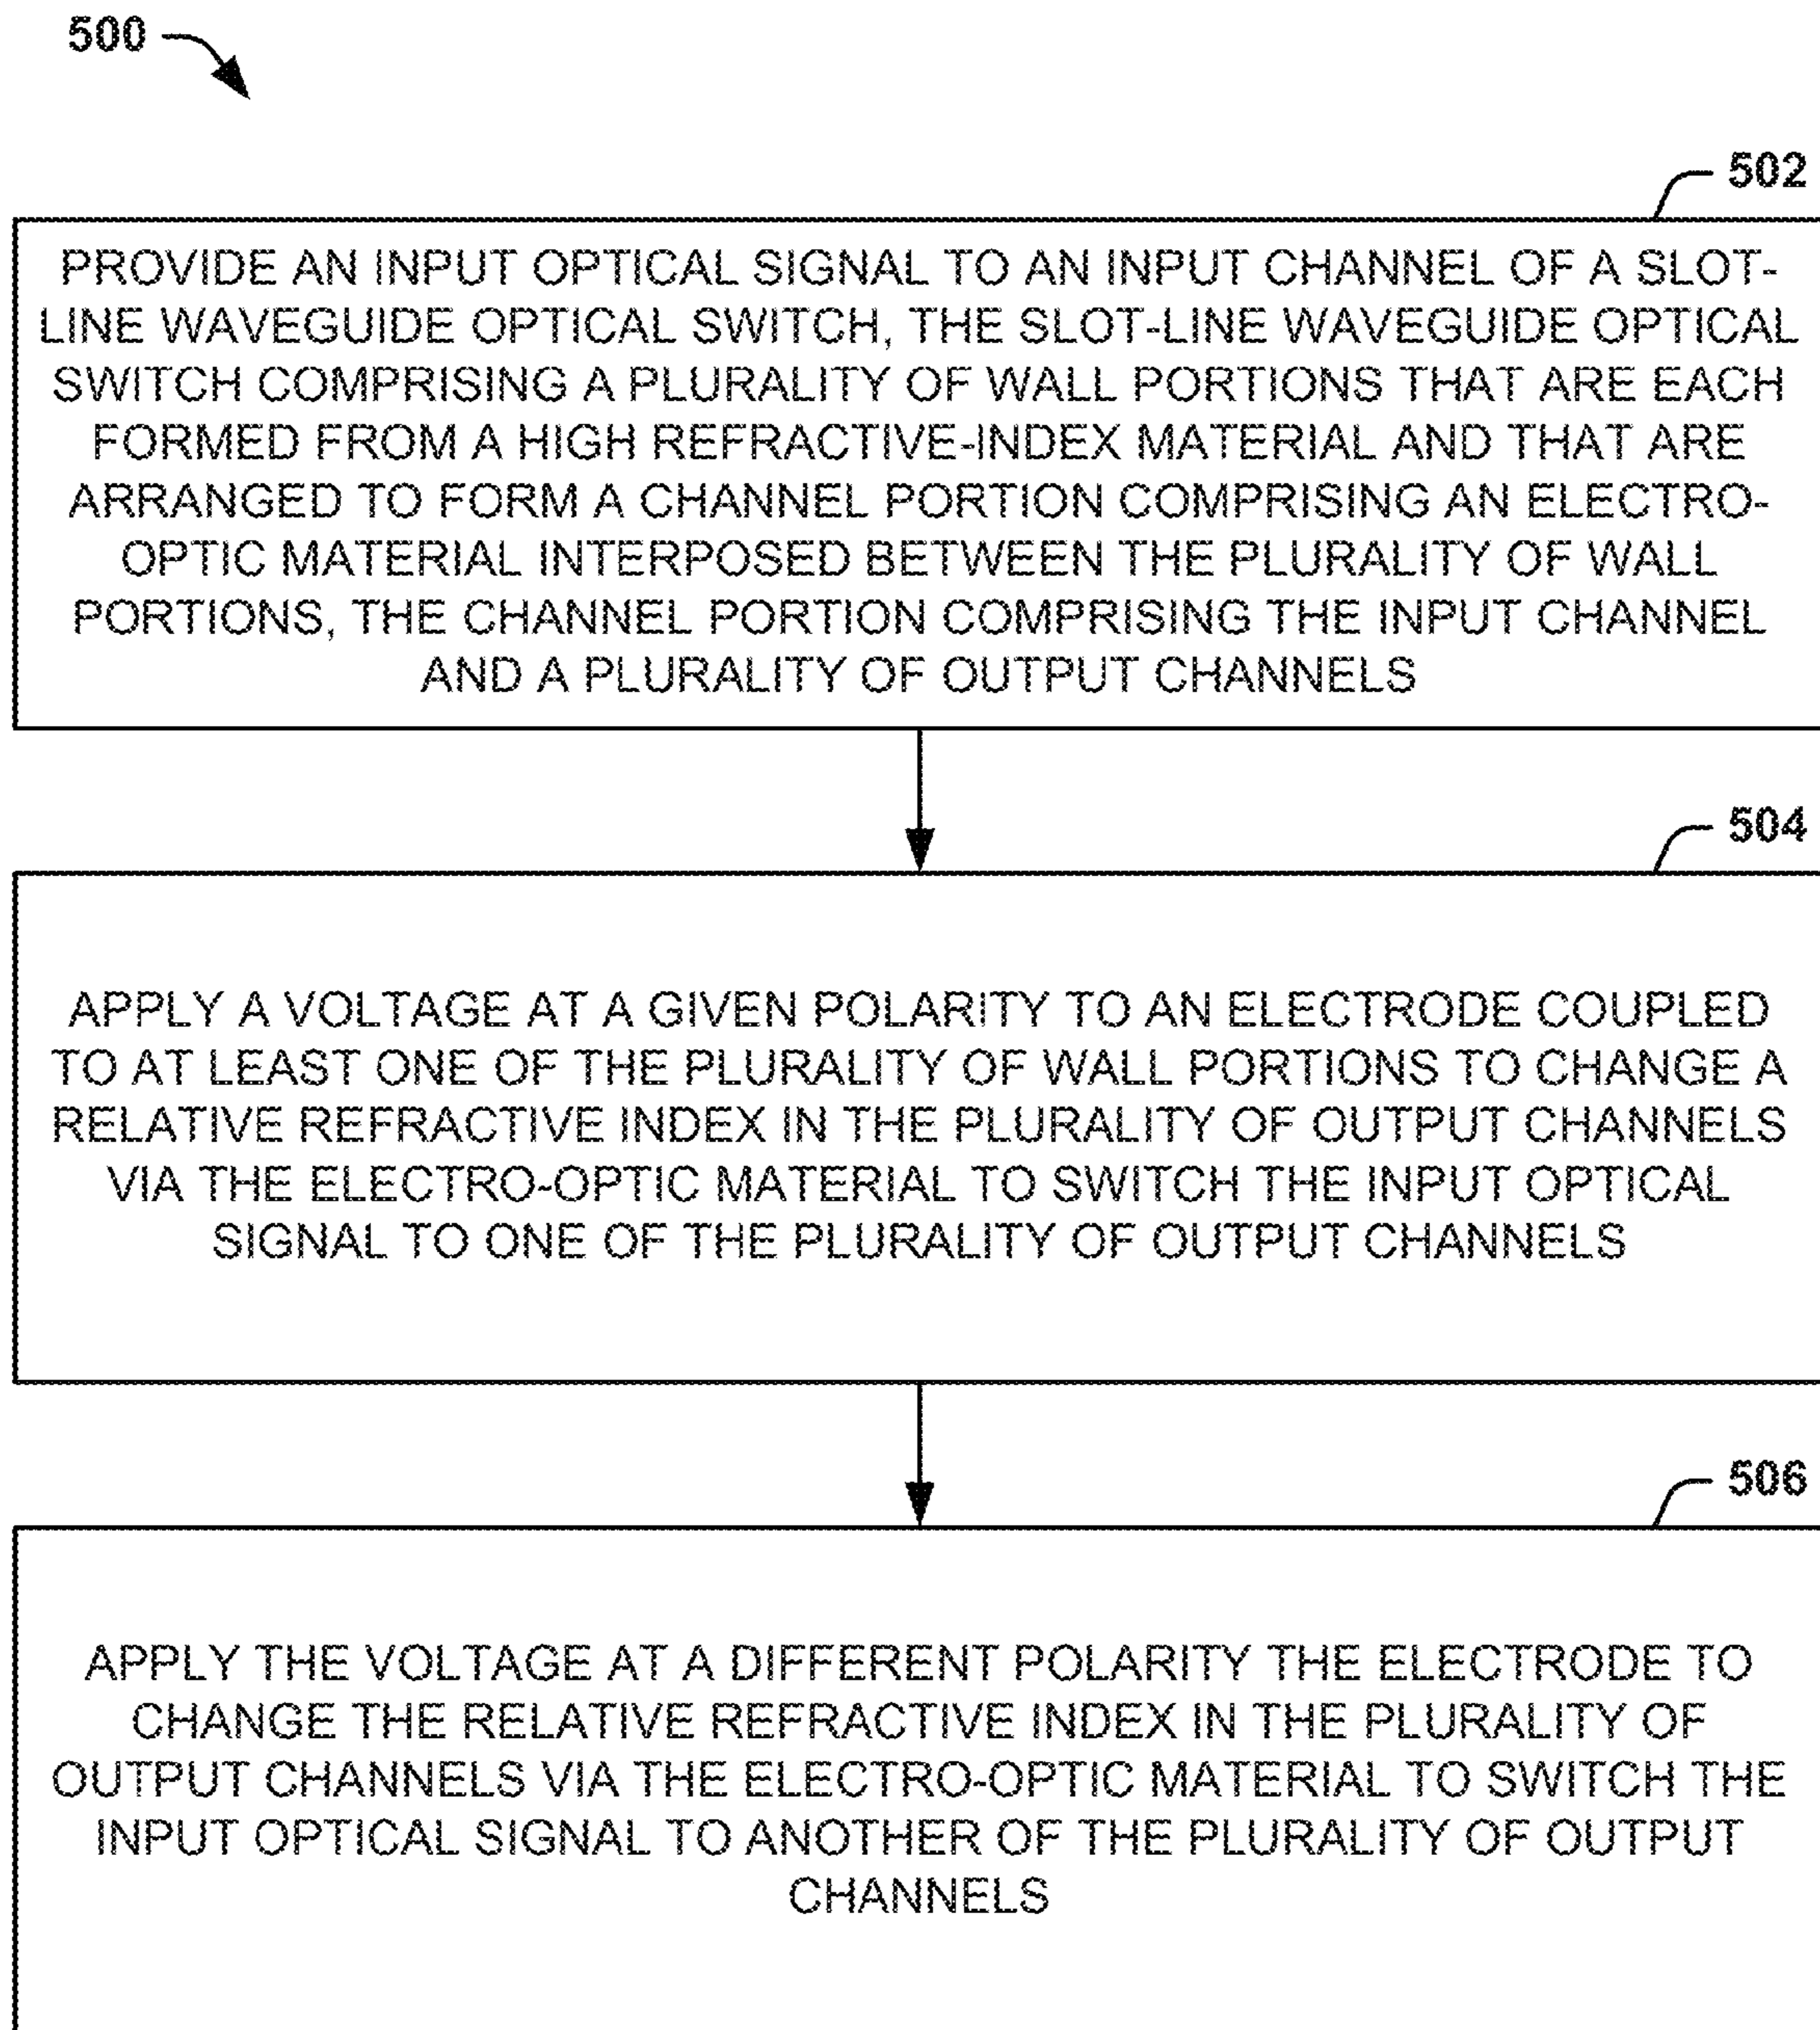 500
502
PROVIDE AN INPUT OPTICAL SIGNAL TO AN INPUT CHANNEL OF A SLOT-
LINE WAVEGUIDE OPTICAL SWITCH, THE SLOT-LINE WAVEGUIDE OPTICAL
SWITCH COMPRISING A PLURALITY OF WALL PORTIONS THAT ARE EACH
FORMED FROM A HIGH REFRACTIVE-INDEX MATERIAL AND THAT ARE
ARRANGED TO FORM A CHANNEL PORTION COMPRISING AN ELECTRO-
OPTIC MATERIAL INTERPOSED BETWEEN THE PLURALITY OF WALL
PORTIONS, THE CHANNEL PORTION COMPRISING THE INPUT CHANNEL
AND A PLURALITY OF OUTPUT CHANNELS
504
APPLY A VOLTAGE AT A GIVEN POLARITY TO AN ELECTRODE COUPLED
TO AT LEAST ONE OF THE PLURALITY OF WALL PORTIONS TO CHANGE A
RELATIVE REFRACTIVE INDEX IN THE PLURALITY OF OUTPUT CHANNELS
VIA THE ELECTRO-OPTIC MATERIAL TO SWITCH THE INPUT OPTICAL
SIGNAL TO ONE OF THE PLURALITY OF OUTPUT CHANNELS
506
APPLY THE VOLTAGE AT A DIFFERENT POLARITY THE ELECTRODE TO
CHANGE THE RELATIVE REFRACTIVE INDEX IN THE PLURALITY OF
OUTPUT CHANNELS VIA THE ELECTRO-OPTIC MATERIAL TO SWITCH THE
INPUT OPTICAL SIGNAL TO ANOTHER OF THE PLURALITY OF OUTPUT
CHANNELS